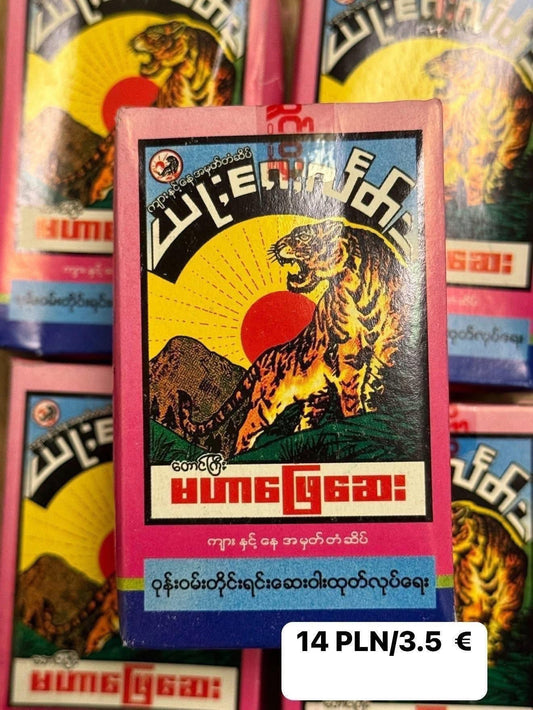 ကျားနှင့်နေအမှတ်တံဆိပ်
တောင်ကြီး
မဟာဖြေဆေး
ကျား နှင့် နေ အမှတ်တံဆိပ်
ဝုန်းဝမ်းတိုင်းရင်းဆေးဝါးထုတ်လုပ်ရေး
14 PLN/3.5 €